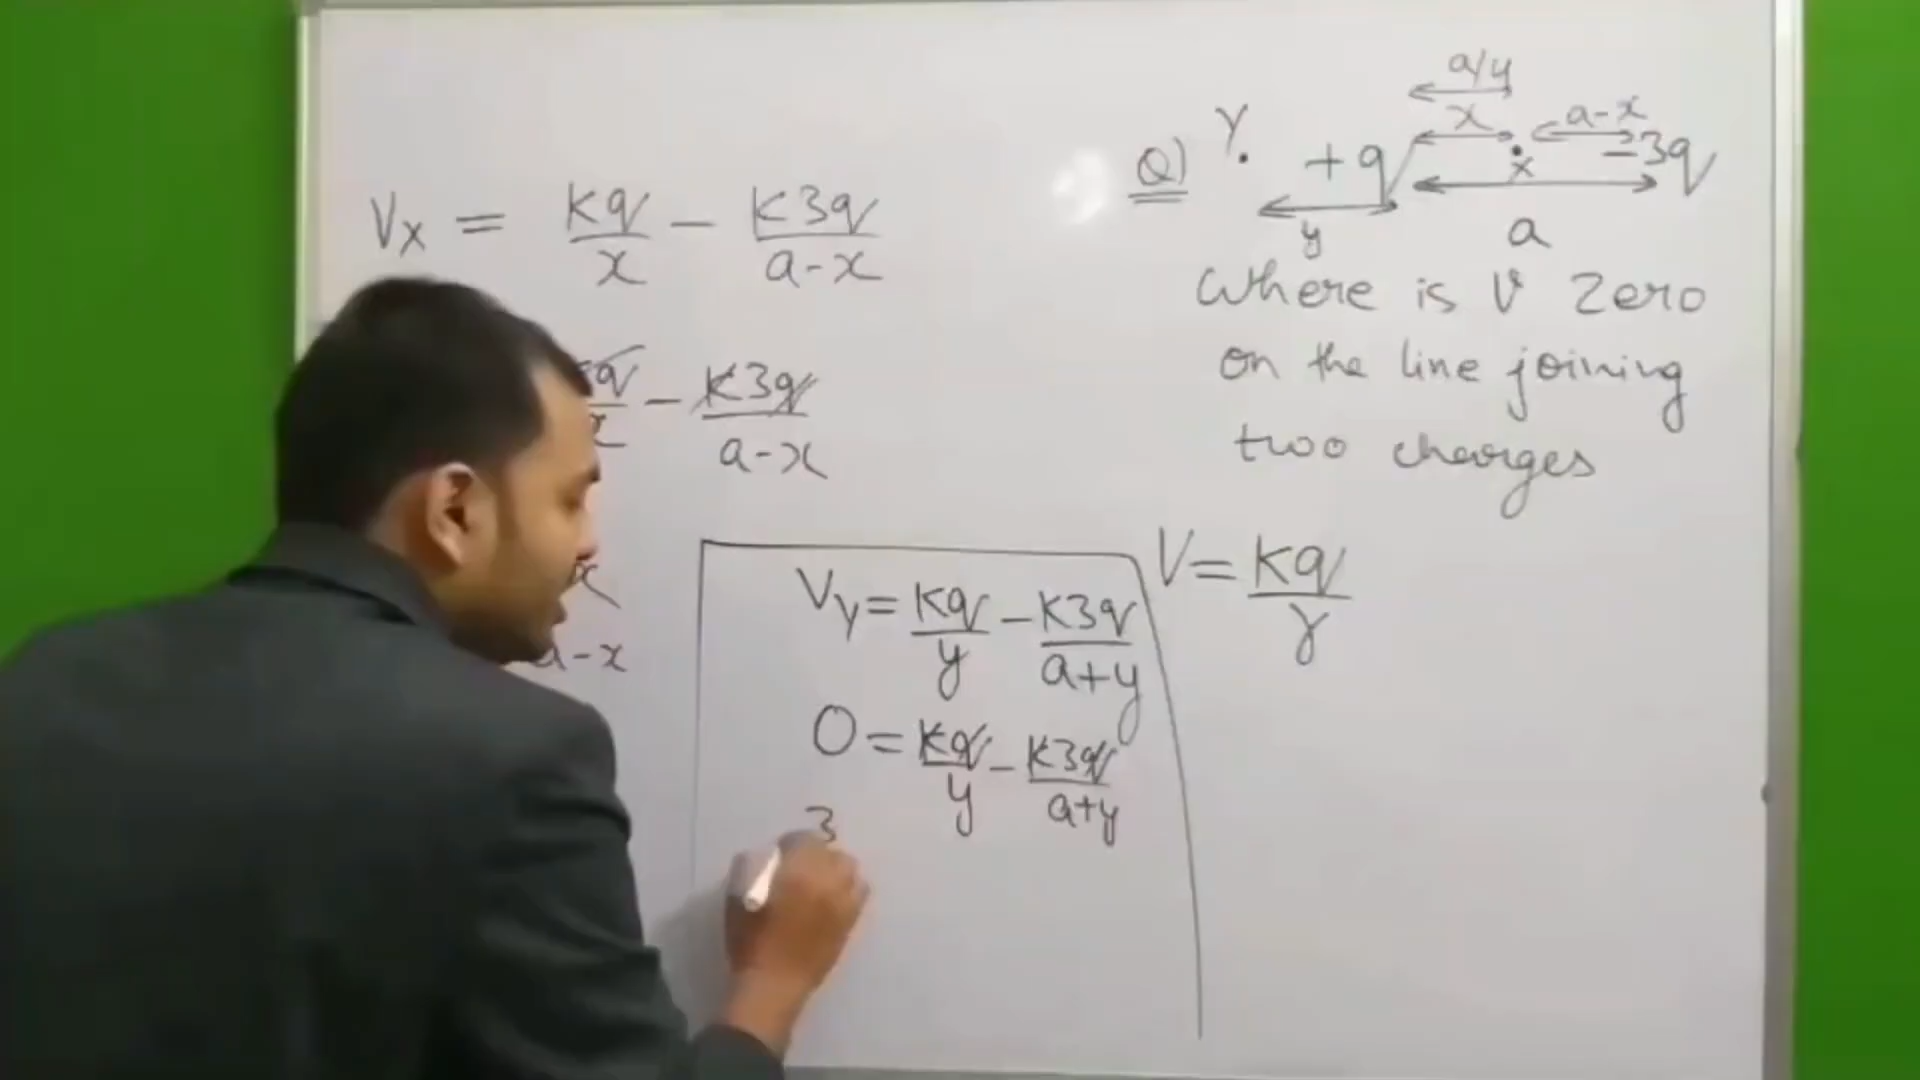 Vx = Kq/x - K3q/a-x
q/x - K3q/a-x
x
a-x
Vy = Kq/y - K3q/a+y
0 = Kq/y - K3q/a+y
3
a/4
x a-x
Q) Y. +q x -3q
y a
Where is V Zero
on the line joining
two charges
V = Kq/r